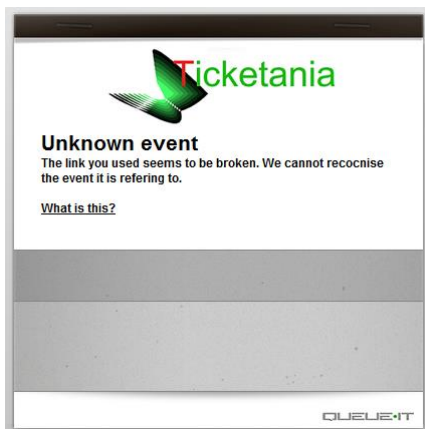 Ticketania
Unknown event
The link you used seems to be broken. We cannot recocnise
the event it is refering to.
What is this?
QUEUE-IT